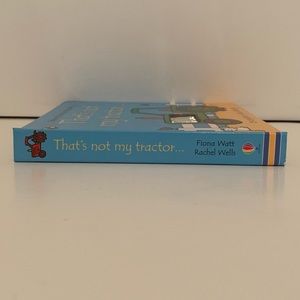 That's not my tractor...
Fiona Watt
Rachel Wells